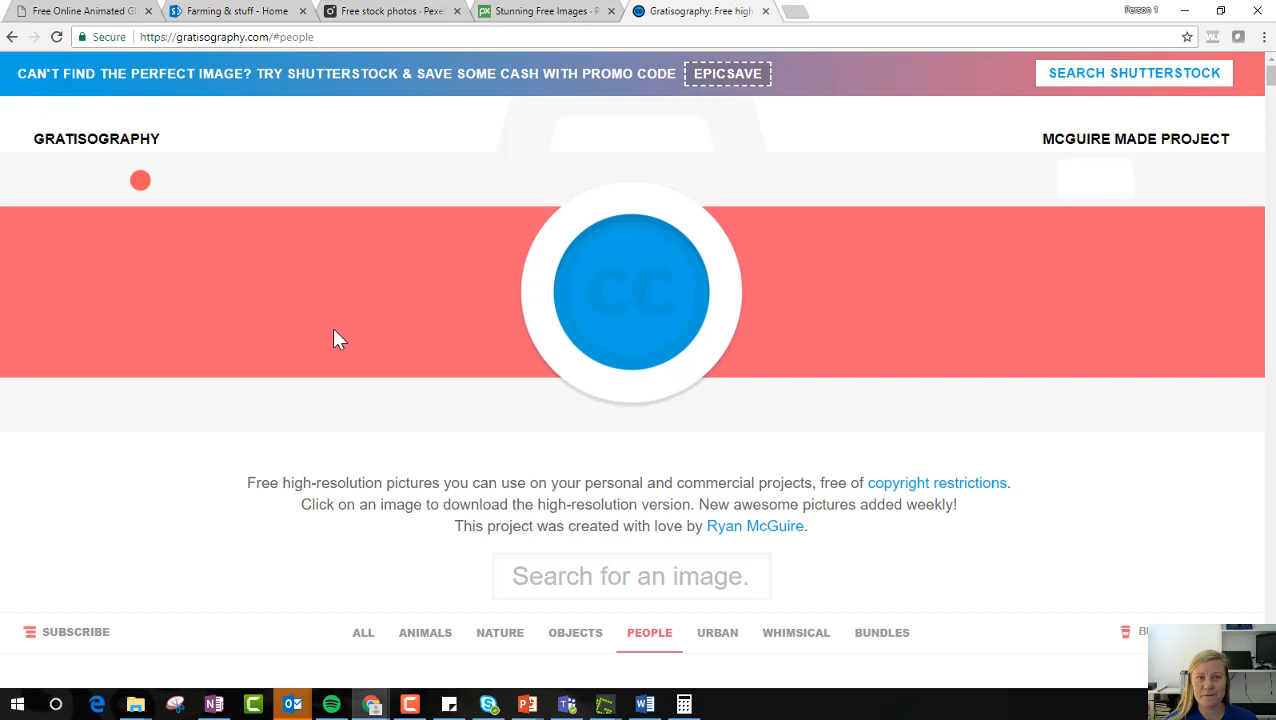 Free Online Animated GI
Farming & stuff - Home
Free stock photos - Pexel
Stunning Free Images - P
Gratisography: Free high
Person 1
Secure
https://gratisography.com/#people
CAN'T FIND THE PERFECT IMAGE? TRY SHUTTERSTOCK & SAVE SOME CASH WITH PROMO CODE EPICSAVE
SEARCH SHUTTERSTOCK
GRATISOGRAPHY
MCGUIRE MADE PROJECT
CC
Free high-resolution pictures you can use on your personal and commercial projects, free of copyright restrictions.
Click on an image to download the high-resolution version. New awesome pictures added weekly!
This project was created with love by Ryan McGuire.
Search for an image.
SUBSCRIBE
ALL ANIMALS NATURE OBJECTS PEOPLE URBAN WHIMSICAL BUNDLES